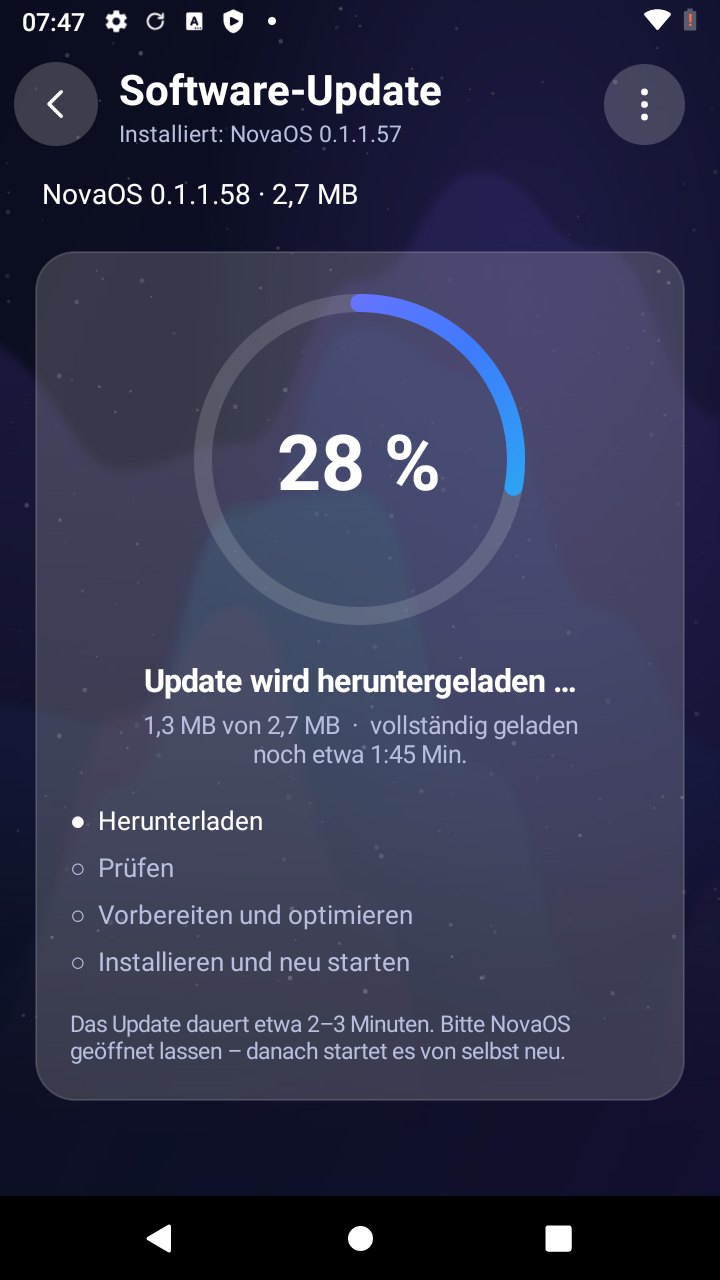 07:47
Software-Update
Installiert: NovaOS 0.1.1.57
NovaOS 0.1.1.58 · 2,7 MB
28 %
Update wird heruntergeladen ...
1,3 MB von 2,7 MB · vollständig geladen
noch etwa 1:45 Min.
● Herunterladen
○ Prüfen
○ Vorbereiten und optimieren
○ Installieren und neu starten
Das Update dauert etwa 2–3 Minuten. Bitte NovaOS
geöffnet lassen – danach startet es von selbst neu.